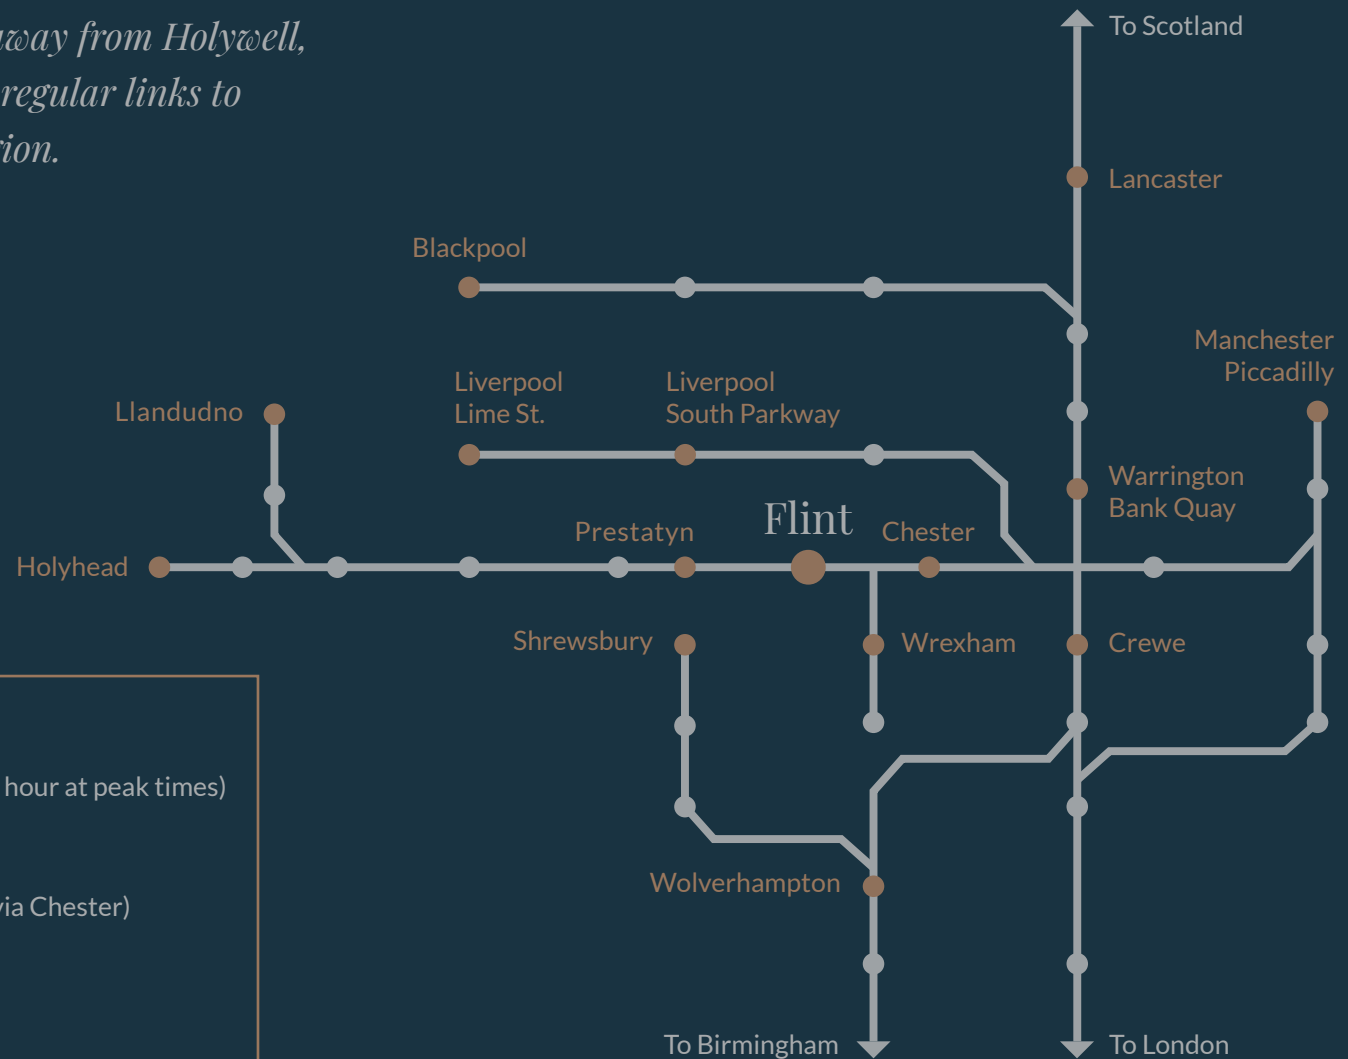 away from Holywell,
regular links to
To Scotland
Lancaster
Blackpool
Manchester
Piccadilly
Liverpool
Lime St.
Liverpool
South Parkway
Llandudno
Warrington
Bank Quay
Flint
Prestatyn
Chester
Holyhead
Shrewsbury
Wrexham
Crewe
hour at peak times)
via Chester)
Wolverhampton
To Birmingham
To London